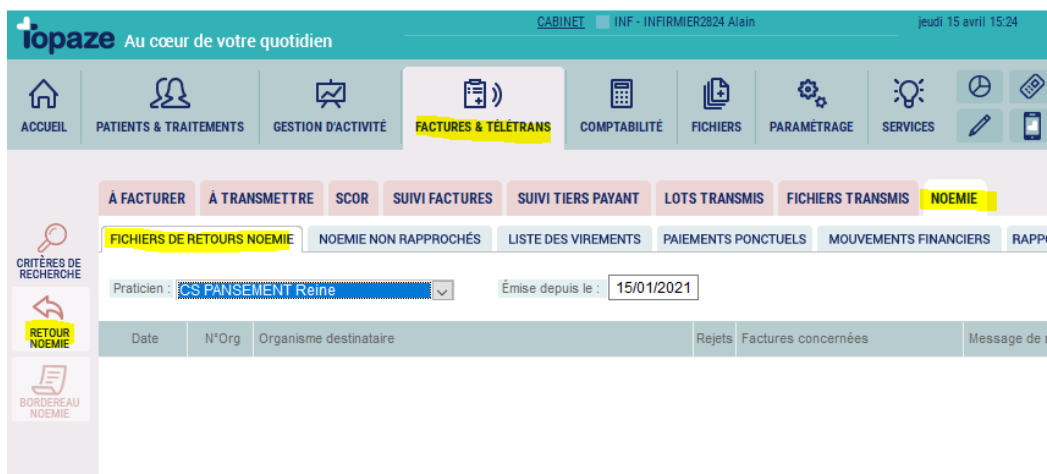 CABINET INF - INFIRMIER2824 Alain jeudi 15 avril 15:24
Topaze Au cœur de votre quotidien
ACCUEIL PATIENTS & TRAITEMENTS GESTION D'ACTIVITÉ FACTURES & TÉLÉTRANS COMPTABILITÉ FICHIERS PARAMÉTRAGE SERVICES
À FACTURER À TRANSMETTRE SCOR SUIVI FACTURES SUIVI TIERS PAYANT LOTS TRANSMIS FICHIERS TRANSMIS NOEMIE
FICHIERS DE RETOURS NOEMIE NOEMIE NON RAPPROCHÉS LISTE DES VIREMENTS PAIEMENTS PONCTUELS MOUVEMENTS FINANCIERS
CRITÈRES DE
RECHERCHE
Praticien : CS PANSEMENT Reine Émise depuis le : 15/01/2021
RETOUR
NOEMIE
Date N°Org Organisme destinataire Rejets Factures concernées Message de
BORDEREAU
NOEMIE